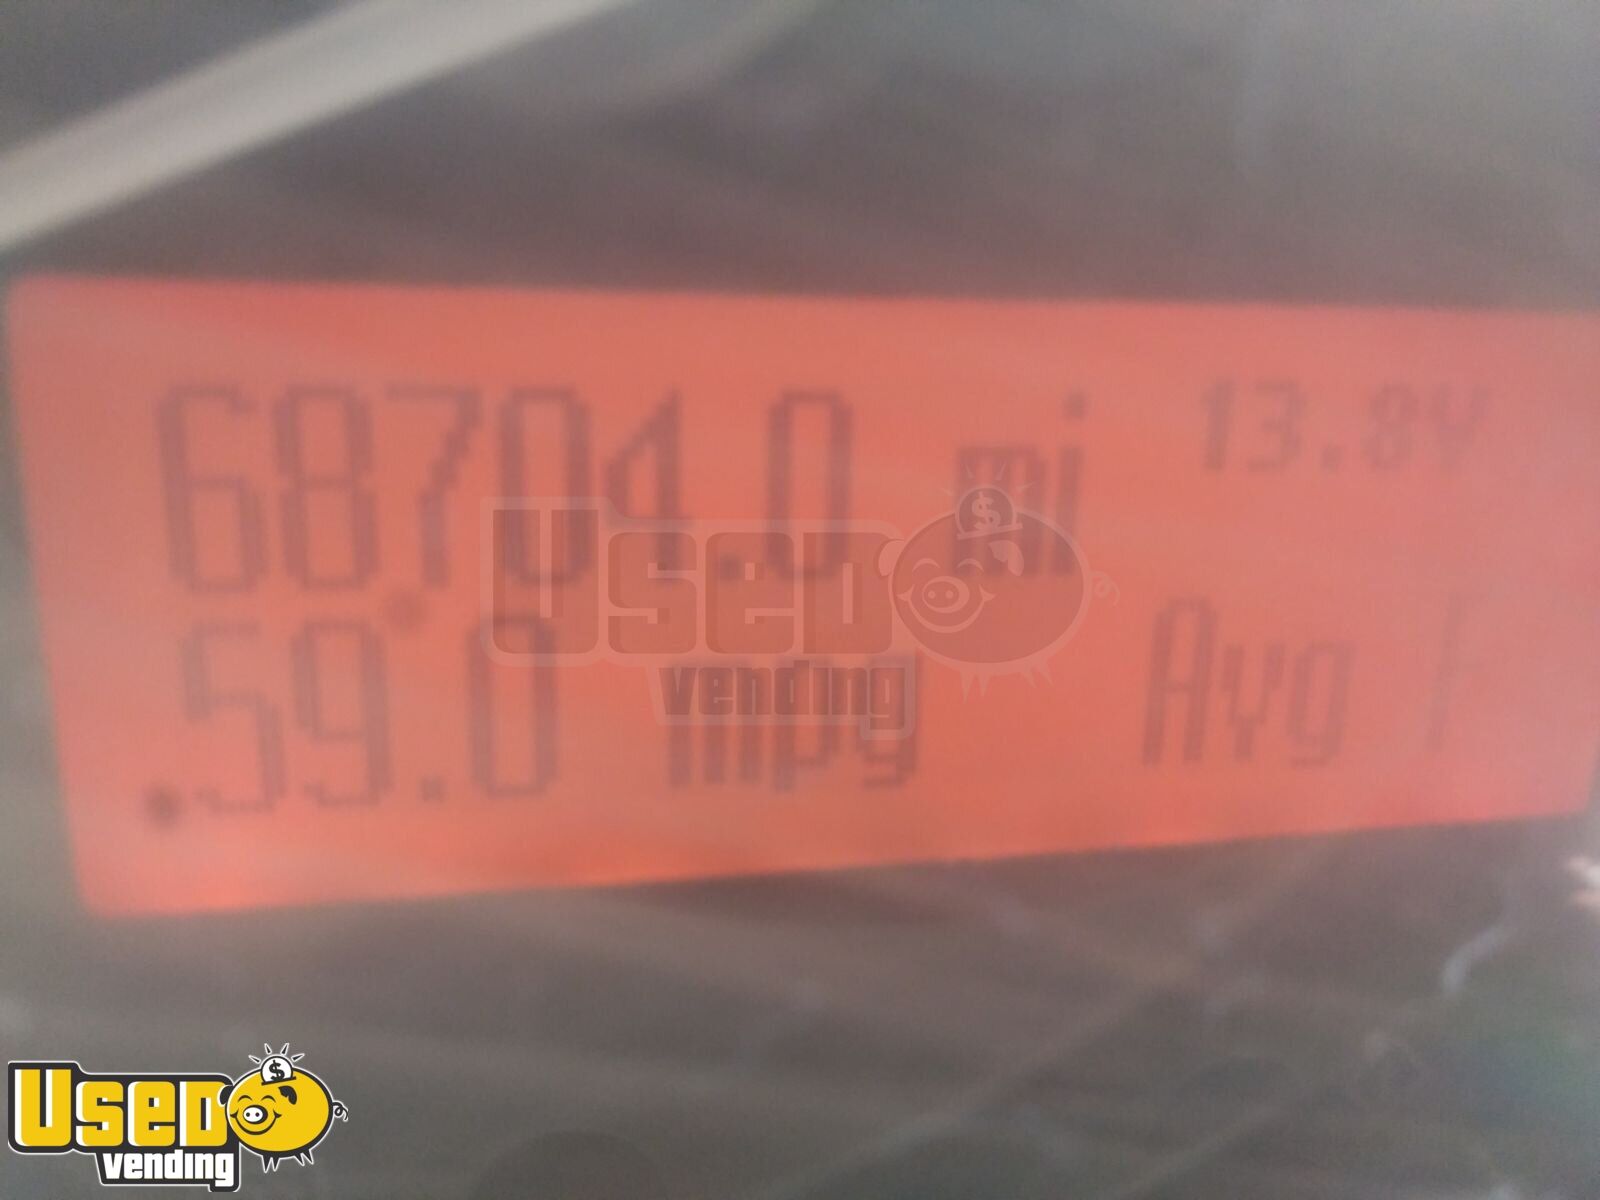 68704.0 mi 13.8V
59.0 mpg Avg
Used
vending
$
Used
vending
$